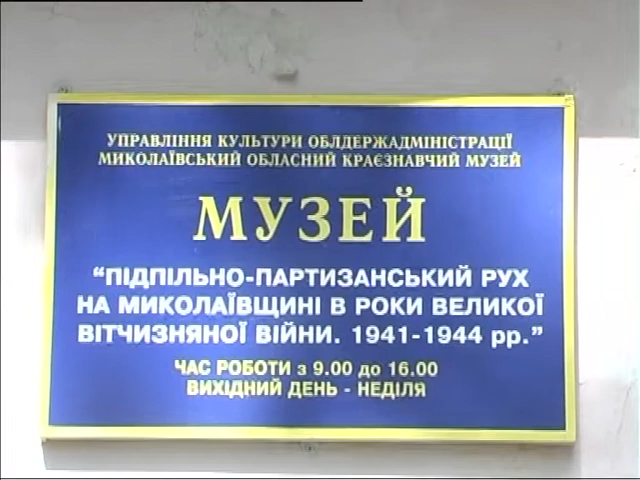 УПРАВЛІННЯ КУЛЬТУРИ ОБЛДЕРЖАДМІНІСТРАЦІЇ
МИКОЛАЇВСЬКИЙ ОБЛАСНИЙ КРАЄЗНАВЧИЙ МУЗЕЙ
МУЗЕЙ
“ПІДПІЛЬНО-ПАРТИЗАНСЬКИЙ РУХ
НА МИКОЛАЇВЩИНІ В РОКИ ВЕЛИКОЇ
ВІТЧИЗНЯНОЇ ВІЙНИ. 1941-1944 рр.”
ЧАС РОБОТИ з 9.00 до 16.00
ВИХІДНИЙ ДЕНЬ - НЕДІЛЯ